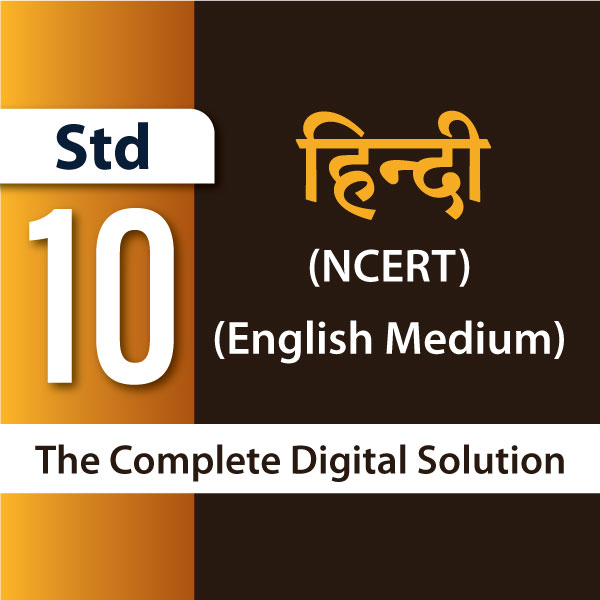 Std
10
हिन्दी
(NCERT)
(English Medium)
The Complete Digital Solution